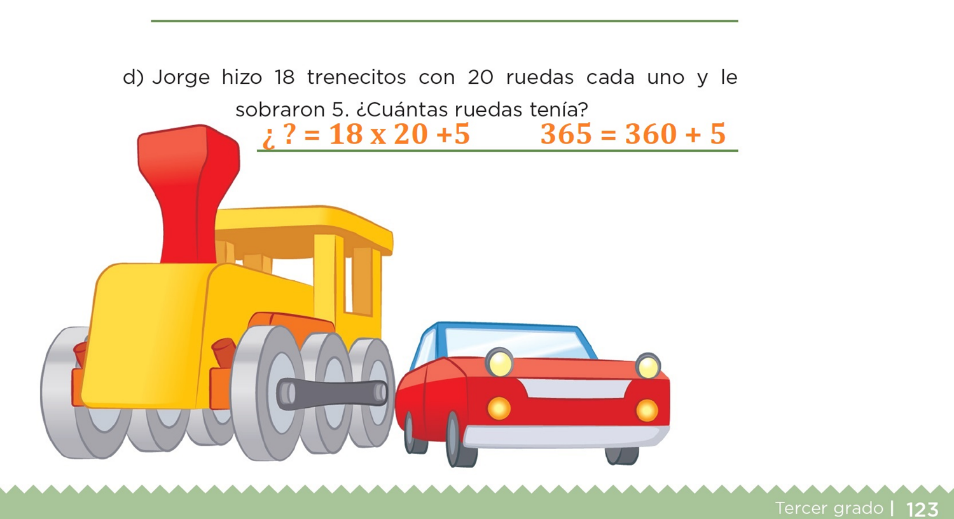 d) Jorge hizo 18 trenecitos con 20 ruedas cada uno y le
sobraron 5. ¿Cuántas ruedas tenía?
¿ ? = 18 x 20 +5 365 = 360 + 5
Tercer grado | 123